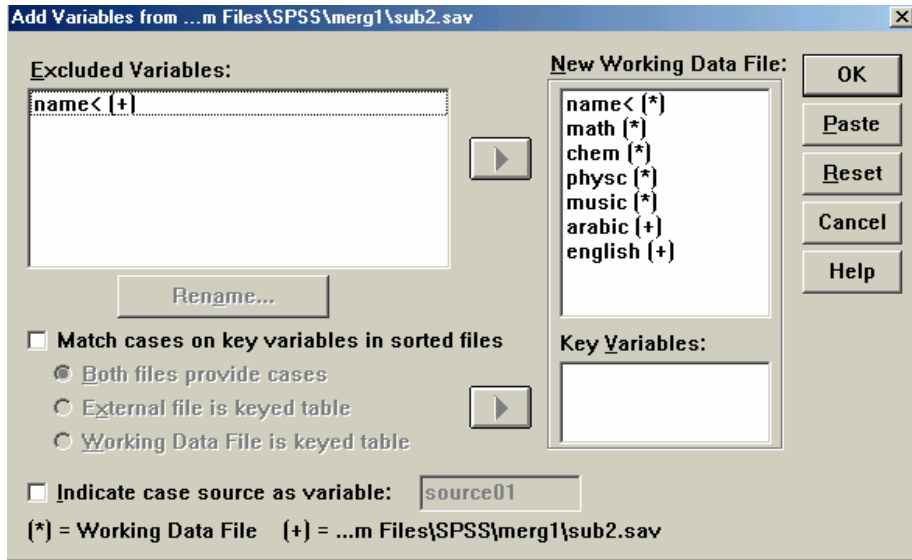 Add Variables from ...m Files\SPSS\merg1\sub2.sav
Excluded Variables:
name< (+)
Rename...
Match cases on key variables in sorted files
Both files provide cases
External file is keyed table
Working Data File is keyed table
Indicate case source as variable: source01
(*) = Working Data File (+) = ...m Files\SPSS\merg1\sub2.sav
New Working Data File:
name< (*)
math (*)
chem (*)
physc (*)
music (*)
arabic (+)
english (+)
Key Variables:
OK
Paste
Reset
Cancel
Help